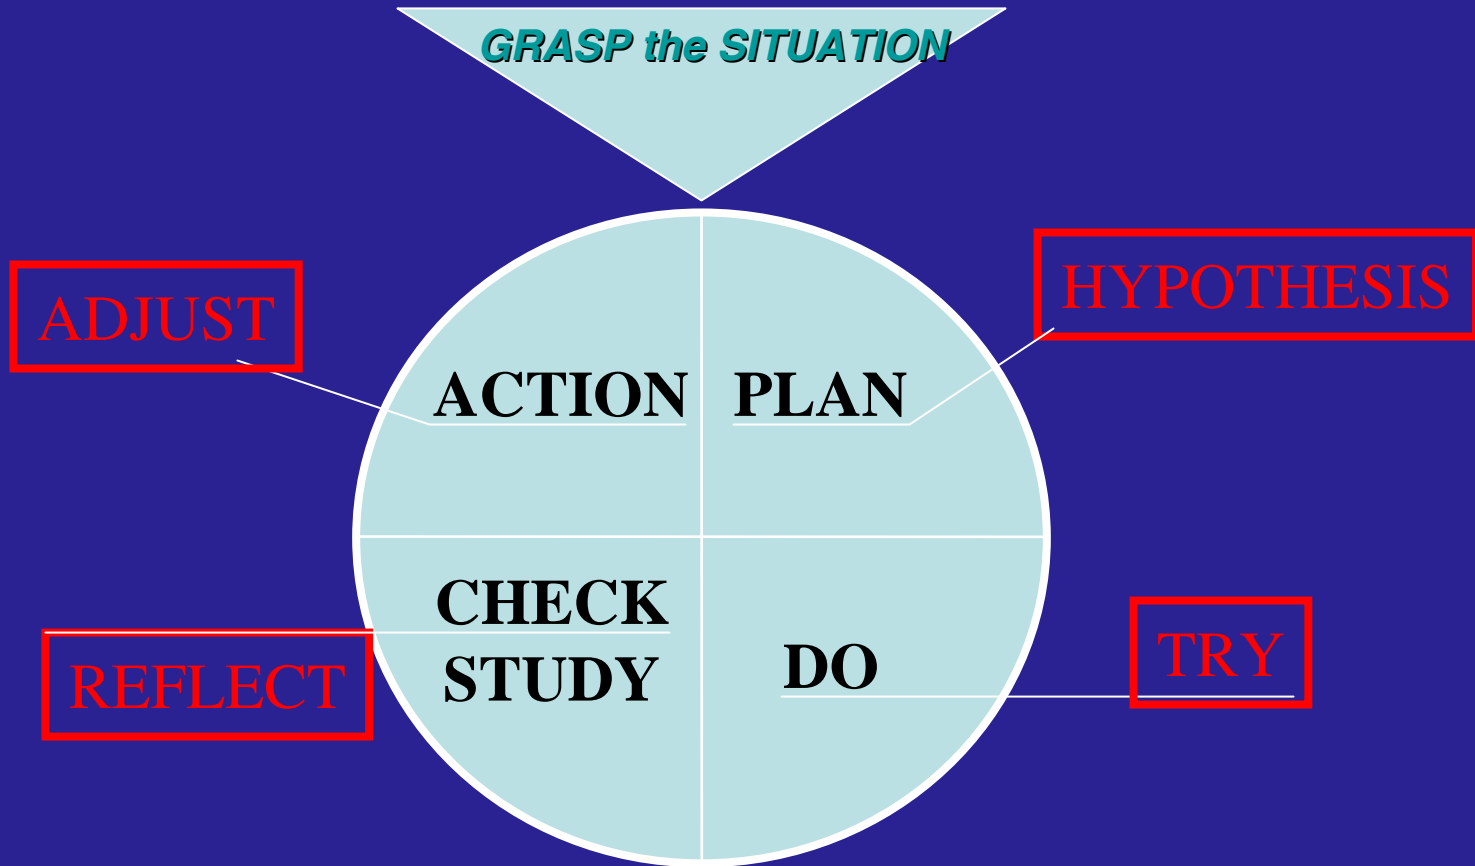 GRASP the SITUATION
ADJUST
HYPOTHESIS
ACTION
PLAN
CHECK
STUDY
DO
REFLECT
TRY